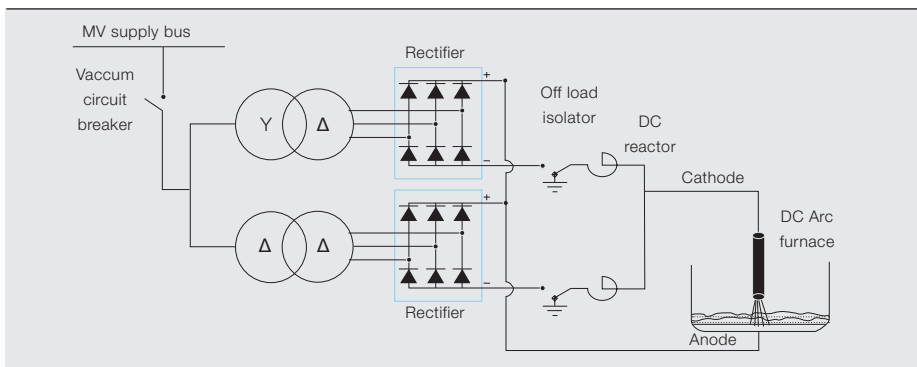 MV supply bus
Vaccum
circuit
breaker
Y
Δ
Rectifier
+
−
Off load
isolator
DC
reactor
Cathode
DC Arc
furnace
Δ
Δ
+
−
Rectifier
Anode